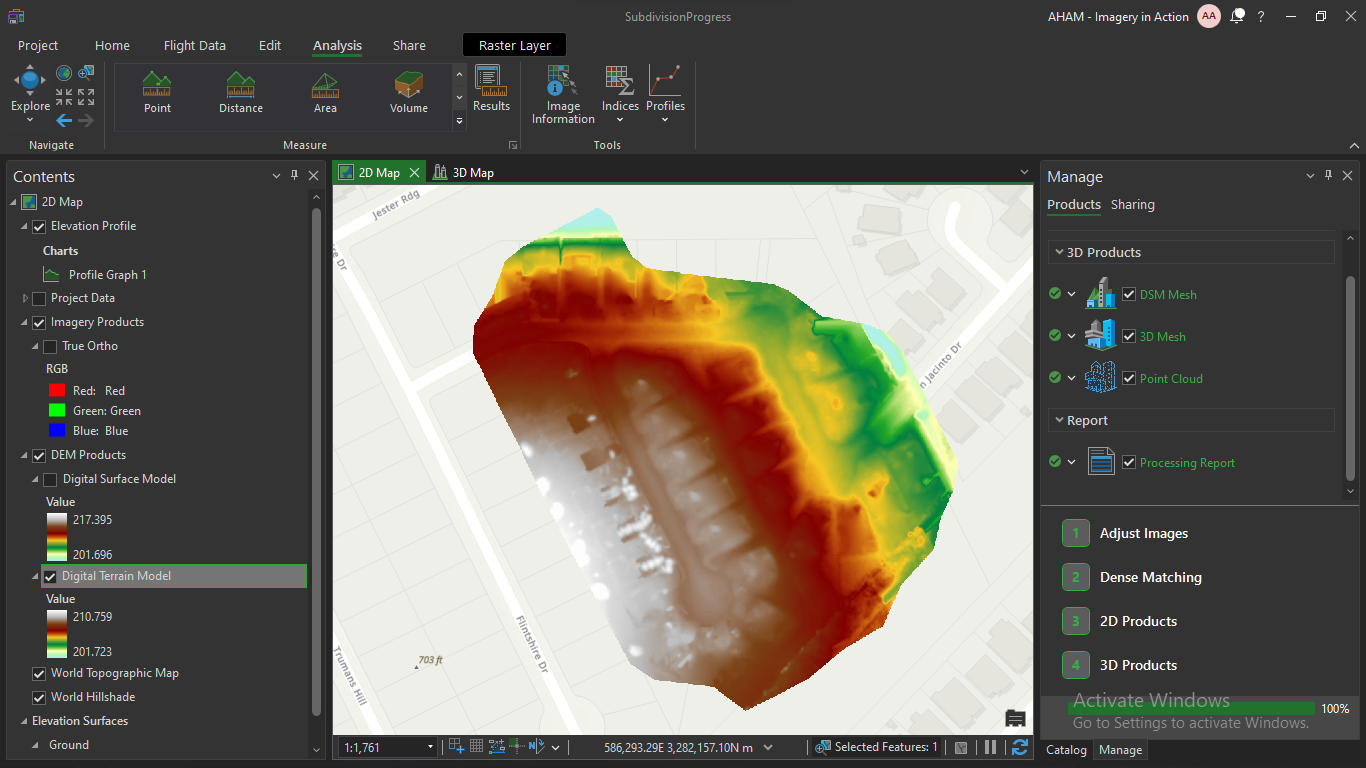 SubdivisionProgress
AHAM - Imagery in Action
AA
?
Project
Home
Flight Data
Edit
Analysis
Share
Raster Layer
Explore
Navigate
Point
Distance
Area
Volume
Measure
Results
Image
Information
Indices
Profiles
Tools
Contents
2D Map
Elevation Profile
Charts
Profile Graph 1
Project Data
Imagery Products
True Ortho
RGB
Red: Red
Green: Green
Blue: Blue
DEM Products
Digital Surface Model
Value
217.395
201.696
Digital Terrain Model
Value
210.759
201.723
World Topographic Map
World Hillshade
Elevation Surfaces
Ground
2D Map
3D Map
Jester Rdg
ire Dr
n Jacinto Dr
Flintshire Dr
Trumans Hill
703 ft
1:1,761
586,293.29E 3,282,157.10N m
Selected Features: 1
Manage
Products
Sharing
3D Products
DSM Mesh
3D Mesh
Point Cloud
Report
Processing Report
1 Adjust Images
2 Dense Matching
3 2D Products
4 3D Products
Activate Windows
100%
Go to Settings to activate Windows.
Catalog
Manage